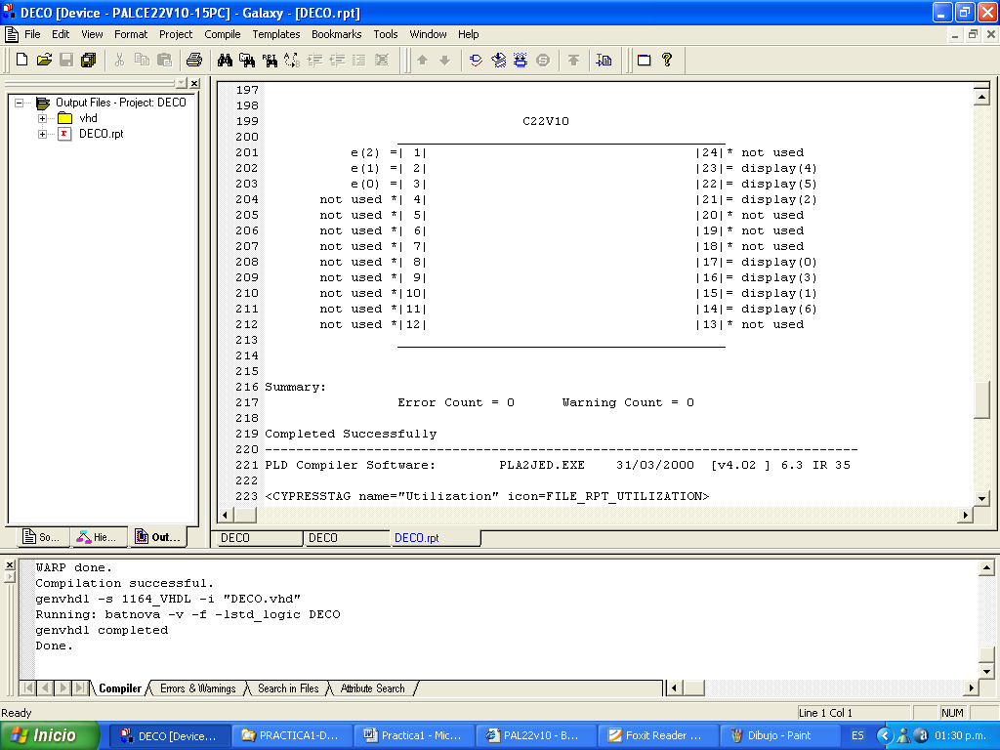 DECO [Device - PALCE22V10-15PC] - Galaxy - [DECO.rpt]
File Edit View Format Project Compile Templates Bookmarks Tools Window Help
Output Files - Project: DECO
vhd
DECO.rpt
So... Hie... Out...
197
198
199 C22V10
200 __________________________________________
201 e(2) =| 1| |24|* not used
202 e(1) =| 2| |23|= display(4)
203 e(0) =| 3| |22|= display(5)
204 not used *| 4| |21|= display(2)
205 not used *| 5| |20|* not used
206 not used *| 6| |19|* not used
207 not used *| 7| |18|* not used
208 not used *| 8| |17|= display(0)
209 not used *| 9| |16|= display(3)
210 not used *|10| |15|= display(1)
211 not used *|11| |14|= display(6)
212 not used *|12| |13|* not used
213 __________________________________________
214
215
216 Summary:
217 Error Count = 0 Warning Count = 0
218
219 Completed Successfully
220 ----------------------------------------------------------------------------
221 PLD Compiler Software: PLA2JED.EXE 31/03/2000 [v4.02 ] 6.3 IR 35
222
223 <CYPRESSTAG name="Utilization" icon=FILE_RPT_UTILIZATION>
DECO DECO DECO.rpt
WARP done.
Compilation successful.
genvhdl -s 1164_VHDL -i "DECO.vhd"
Running: batnova -v -f -lstd_logic DECO
genvhdl completed
Done.
Compiler Errors & Warnings Search in Files Attribute Search
Ready Line 1 Col 1 NUM
Inicio DECO [Device... PRACTICA1-D... Practica1 - Mic... PAL22v10 - B... Foxit Reader ... Dibujo - Paint ES 01:30 p.m.